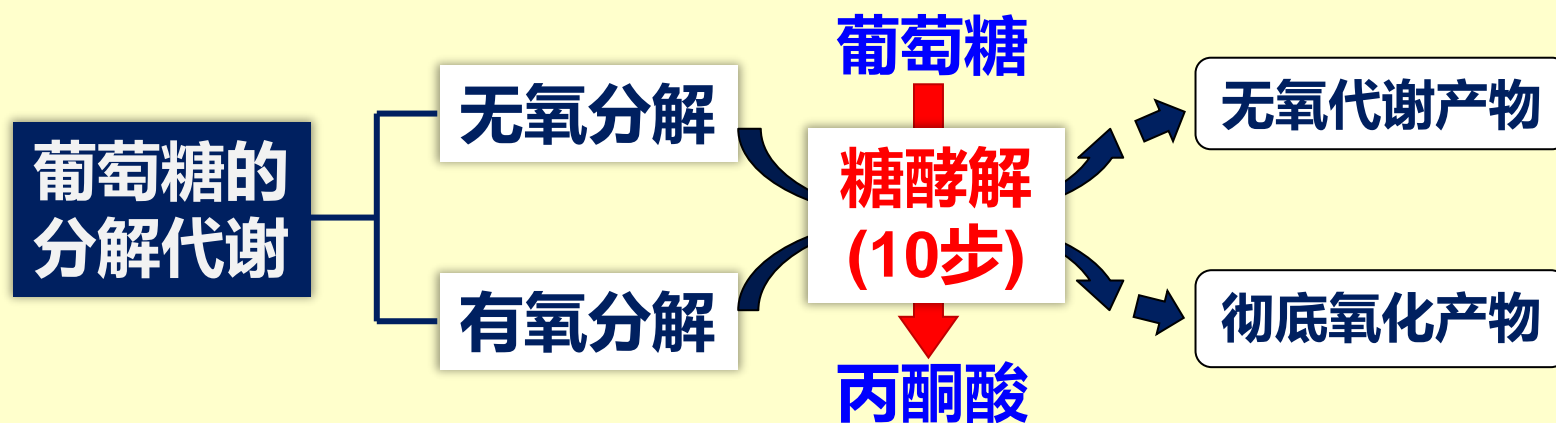 葡萄糖的
分解代谢
无氧分解
有氧分解
葡萄糖
糖酵解
(10步)
丙酮酸
无氧代谢产物
彻底氧化产物